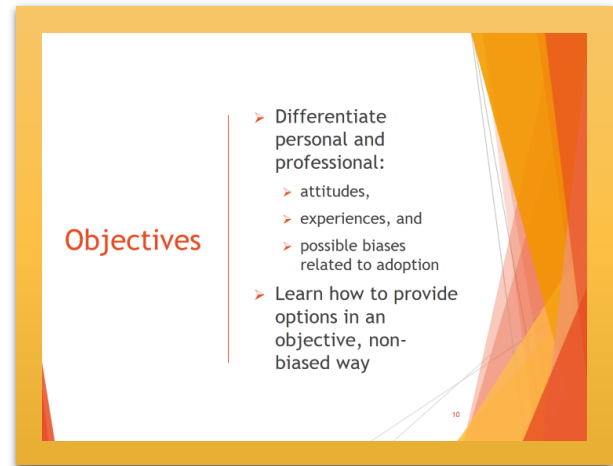 Objectives
➢ Differentiate
personal and
professional:
➢ attitudes,
➢ experiences, and
➢ possible biases
related to adoption
➢ Learn how to provide
options in an
objective, non-
biased way
10